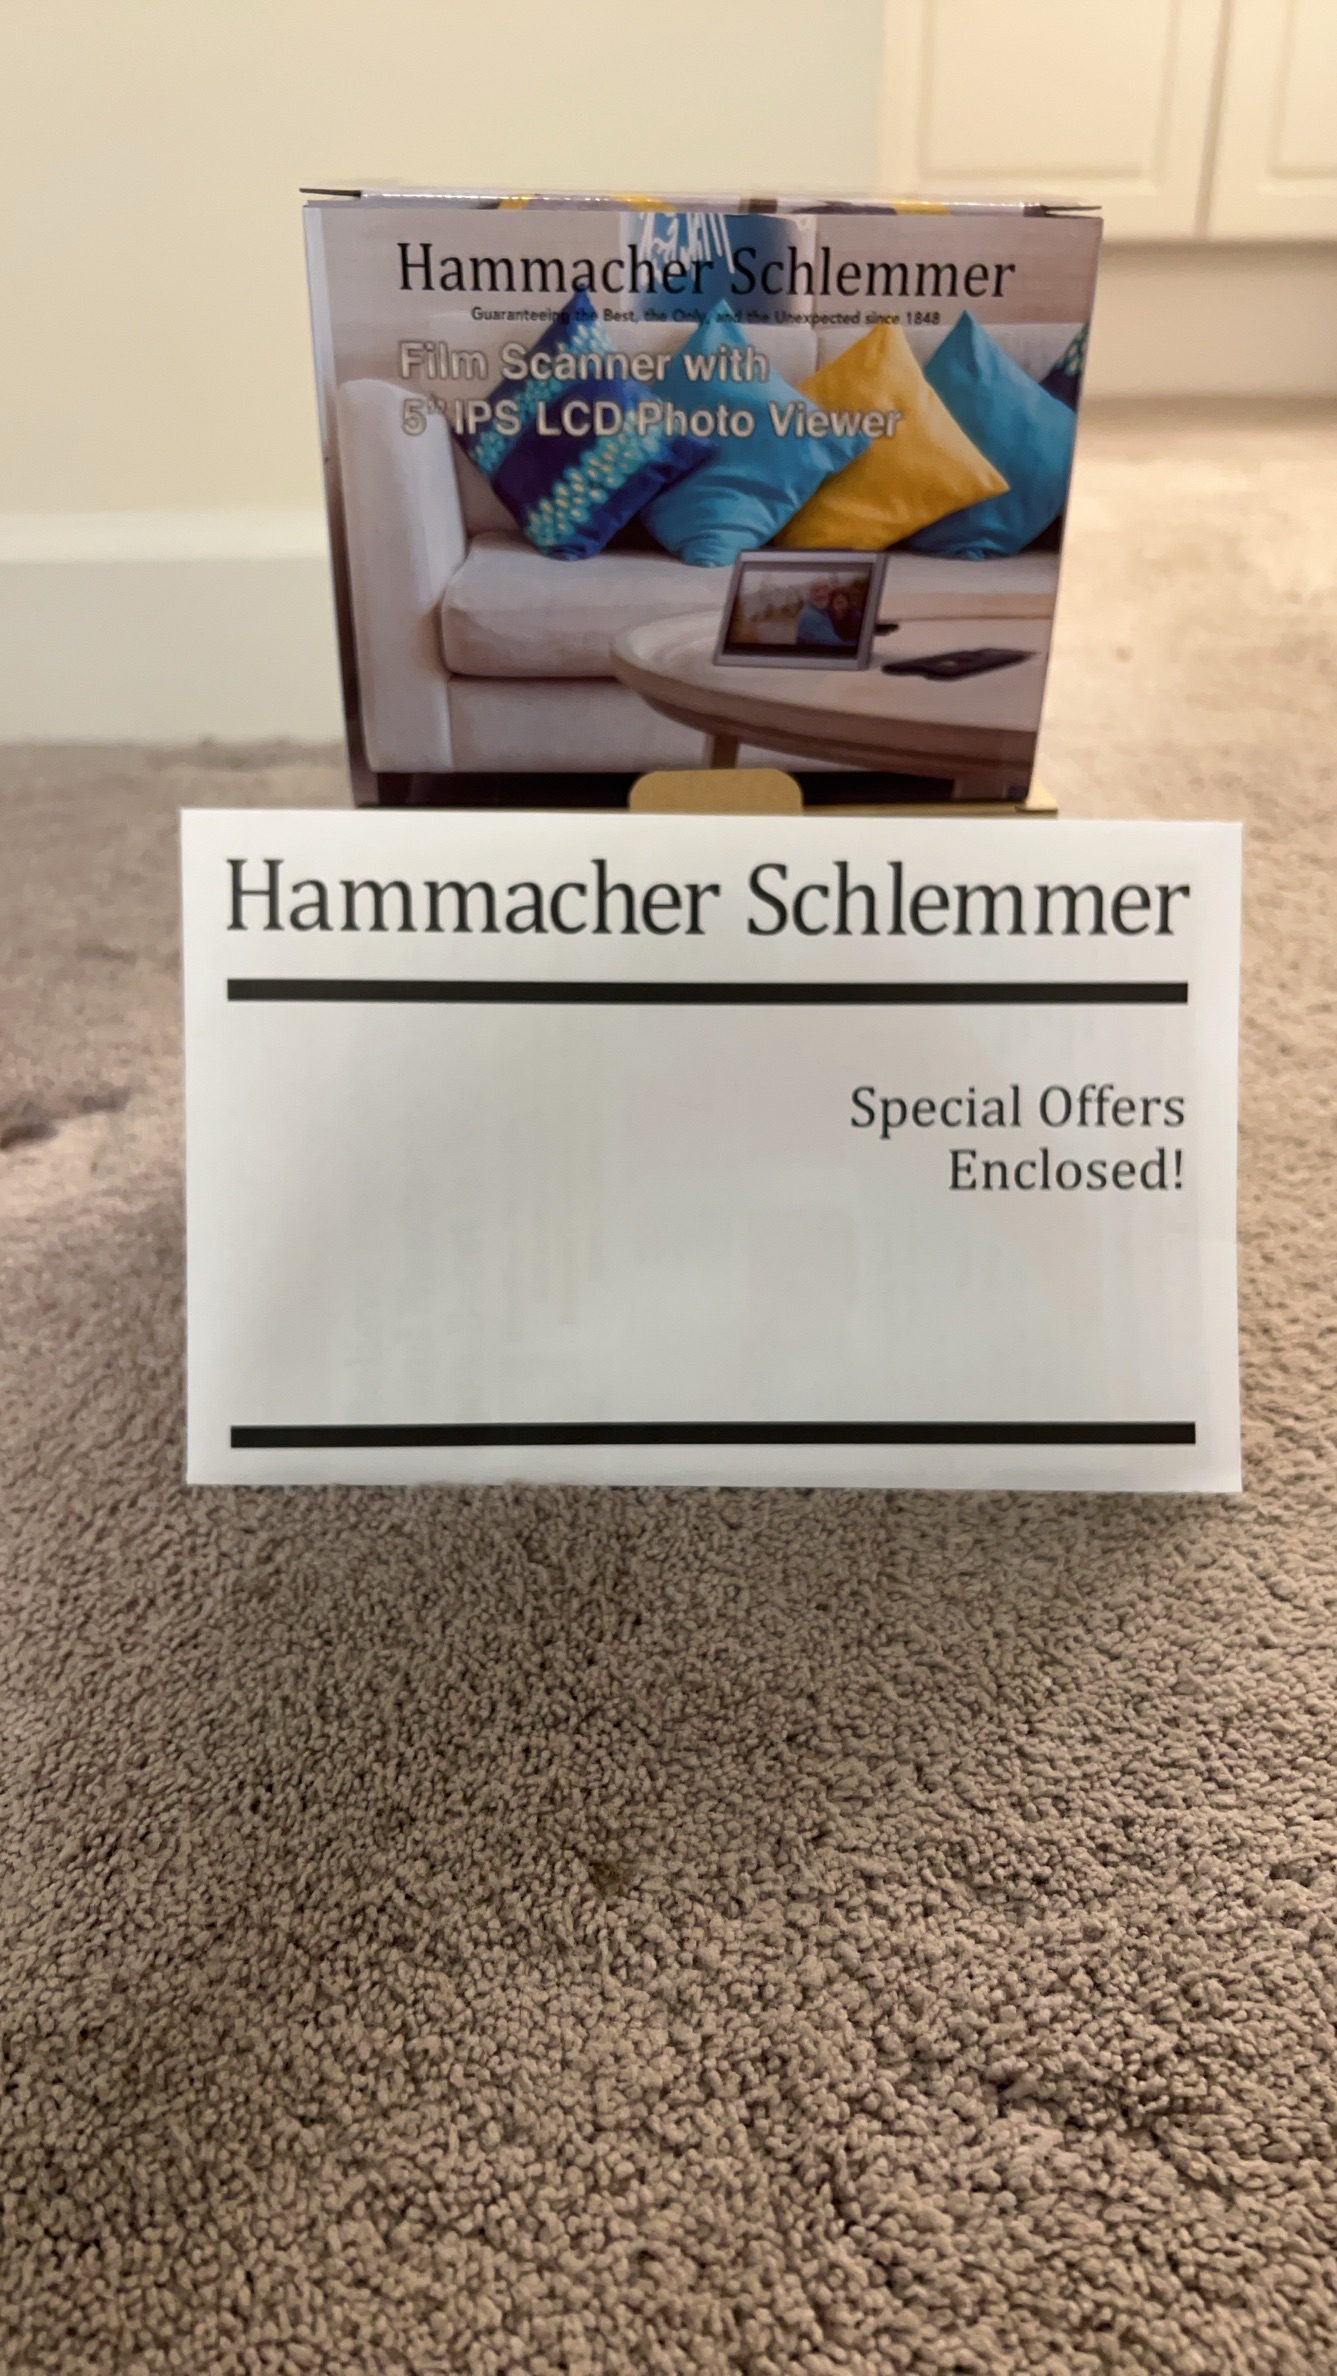 Hammacher Schlemmer
Guaranteeing the Best, the Only, and the Unexpected since 1848
Film Scanner with
5” IPS LCD Photo Viewer
Hammacher Schlemmer
Special Offers
Enclosed!